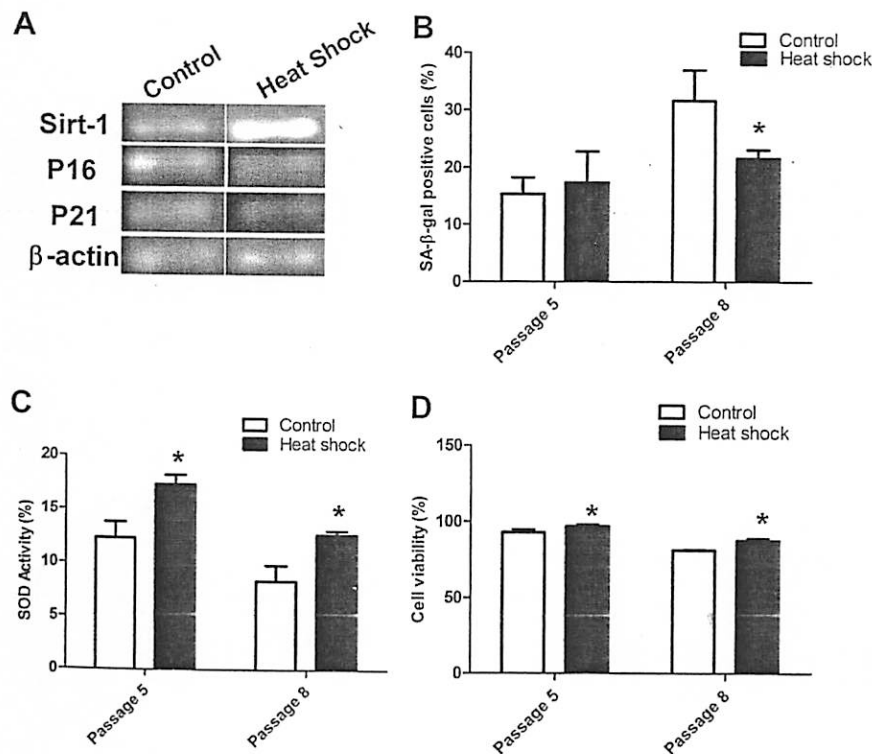 A
Control
Heat Shock
Sirt-1
P16
P21
β-actin
B
Control
Heat shock
SA-β-gal positive cells (%)
40
30
20
10
0
*
Passage 5
Passage 8
C
Control
Heat shock
SOD Activity (%)
20
15
10
5
0
*
*
Passage 5
Passage 8
D
Control
Heat shock
Cell viability (%)
150
100
50
0
*
*
Passage 5
Passage 8